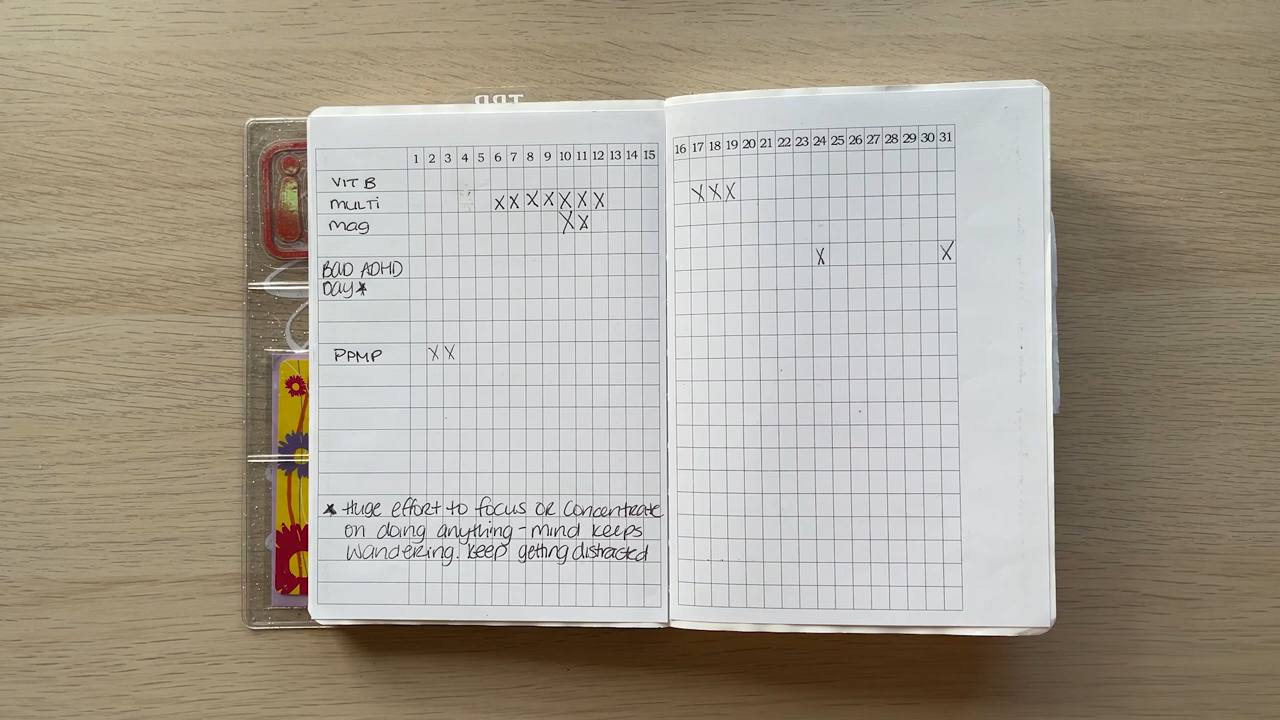 1 2 3 4 5 6 7 8 9 10 11 12 13 14 15
16 17 18 19 20 21 22 23 24 25 26 27 28 29 30 31
VIT B
MULTI X X X X X X X X X X
Mag X X
BAD ADHD
DAY* X X
PPMP X X
* Huge effort to focus or concentrate
on doing anything - mind keeps
wandering. keep getting distracted